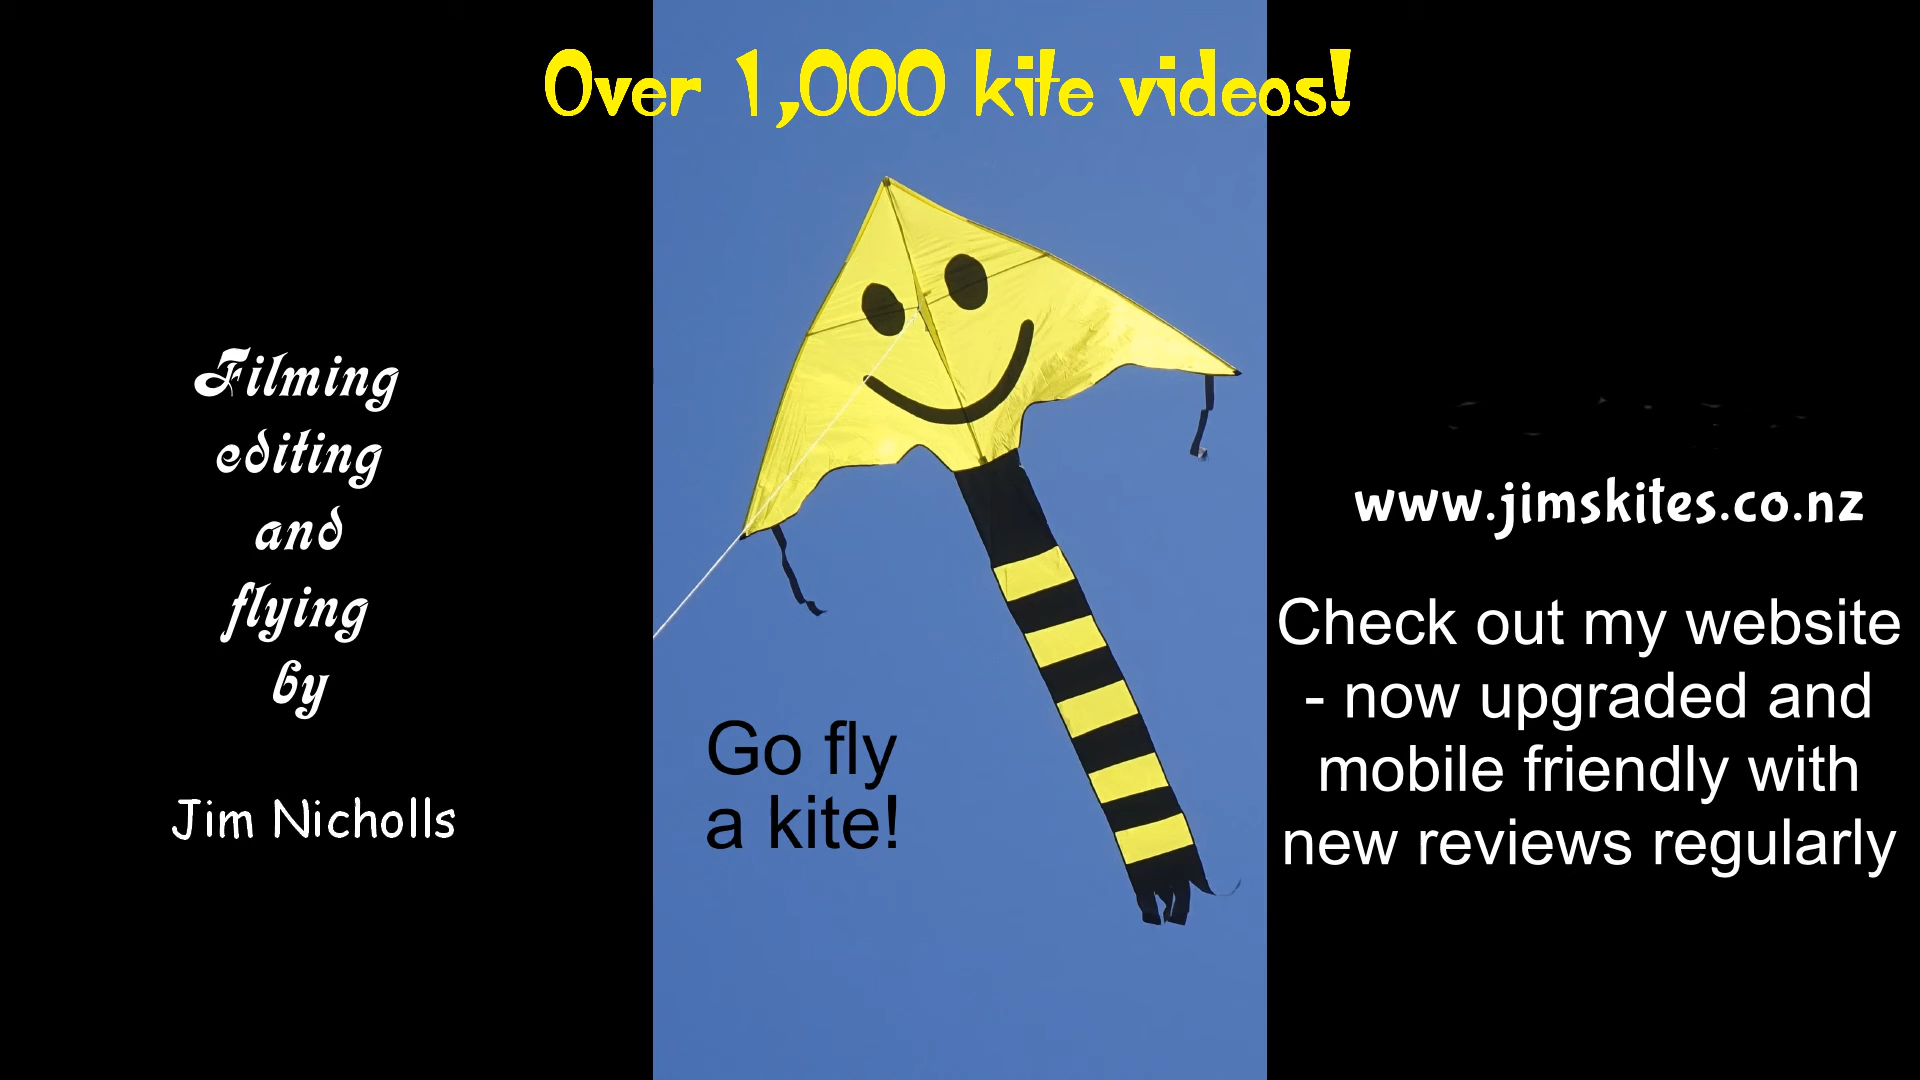 Over 1,000 kite videos!
Filming
editing
and
flying
by
Jim Nicholls
Go fly
a kite!
www.jimskites.co.nz
Check out my website
- now upgraded and
mobile friendly with
new reviews regularly